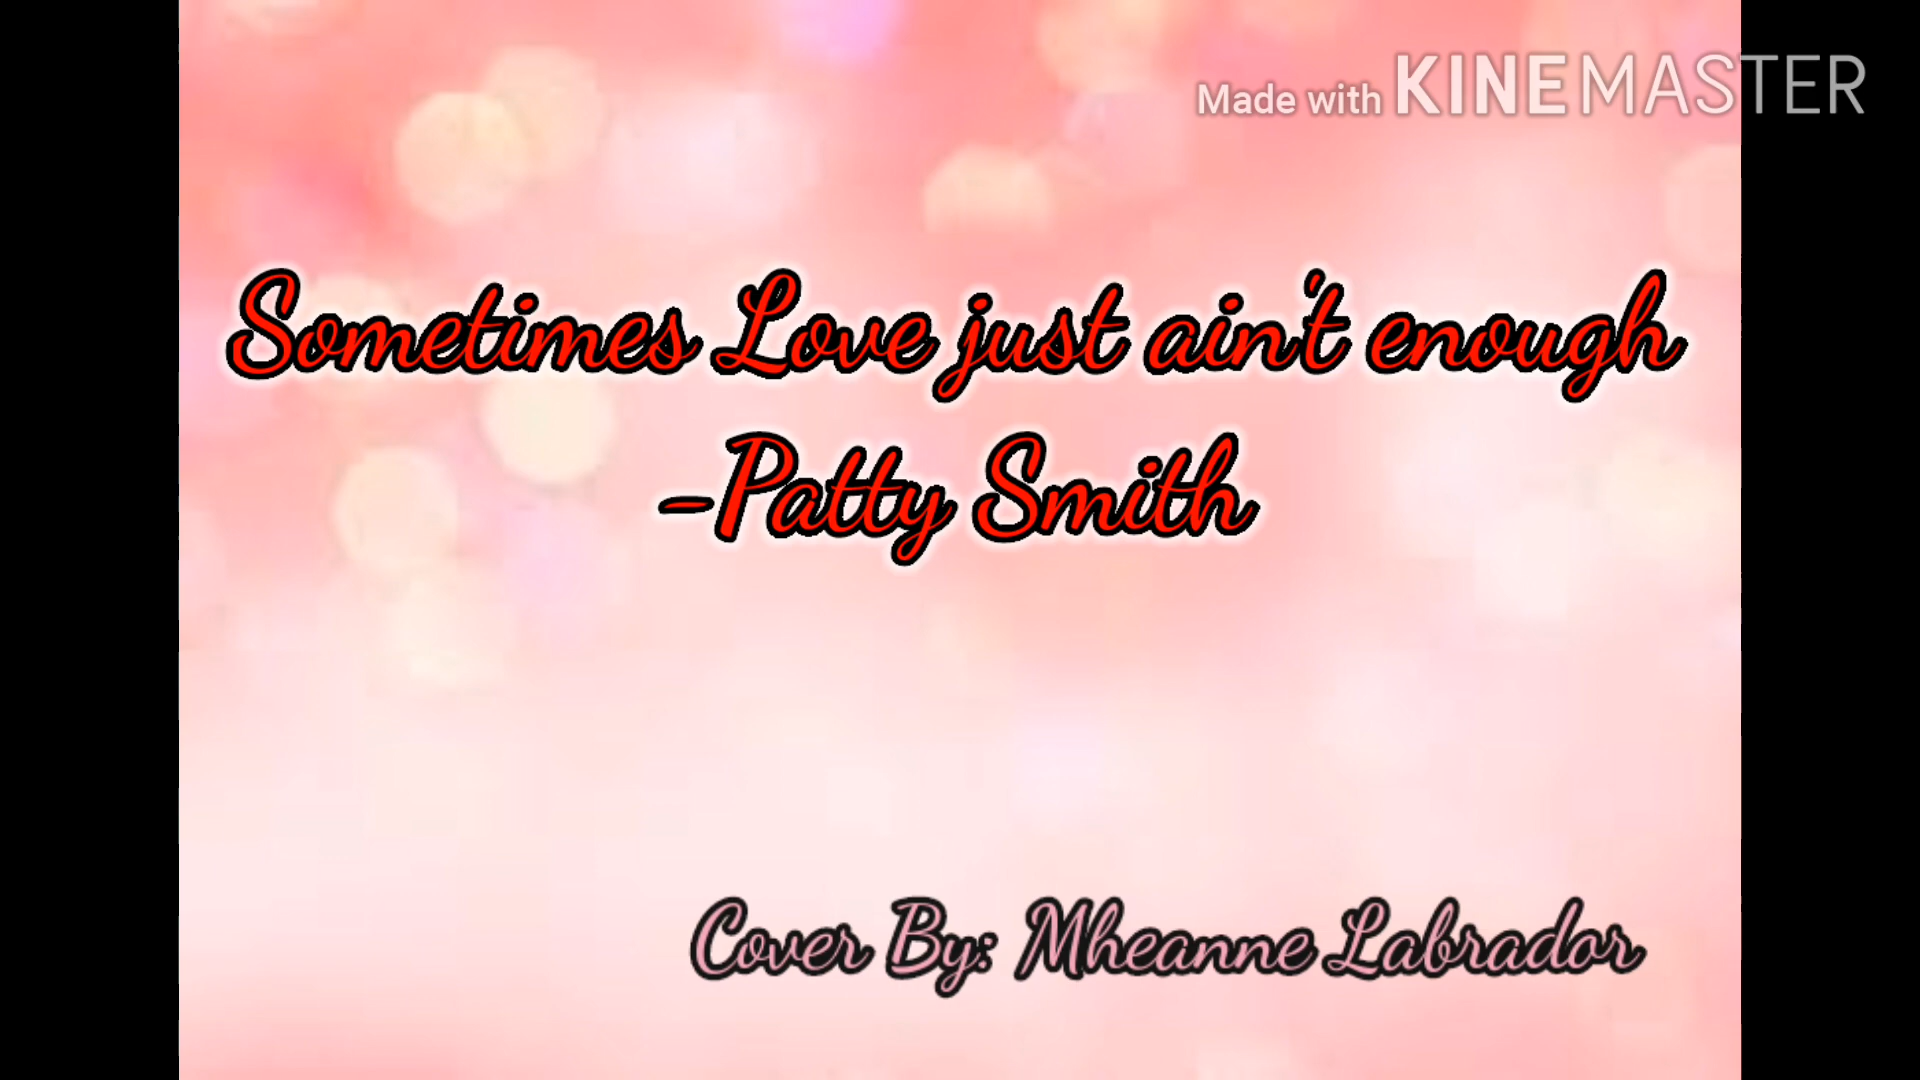 Made with KINEMASTER
Sometimes Love just ain't enough
-Patty Smith
Cover By: Mheanne Labrador